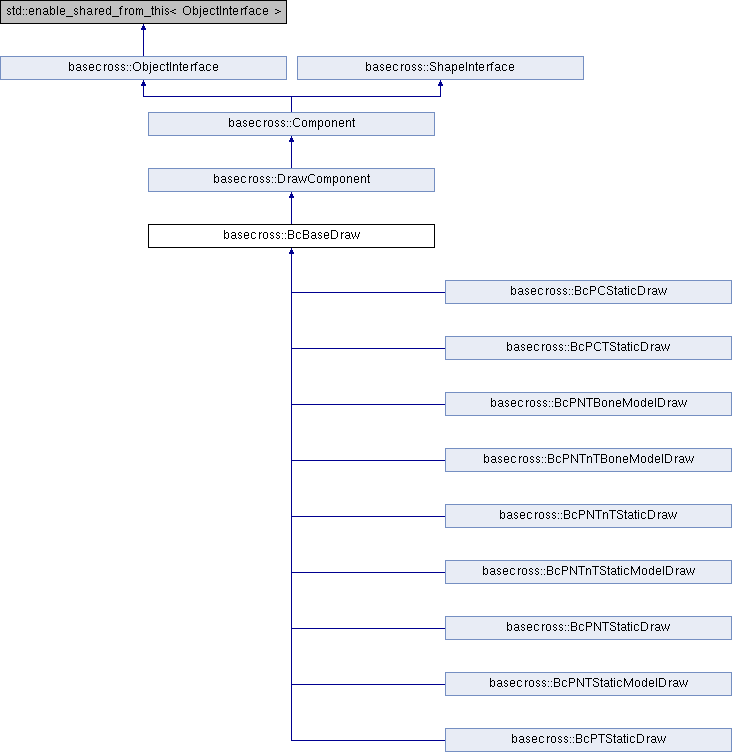 std::enable_shared_from_this< ObjectInterface >
basecross::ObjectInterface
basecross::ShapeInterface
basecross::Component
basecross::DrawComponent
basecross::BcBaseDraw
basecross::BcPCStaticDraw
basecross::BcPCTStaticDraw
basecross::BcPNTBoneModelDraw
basecross::BcPNTnTBoneModelDraw
basecross::BcPNTnTStaticDraw
basecross::BcPNTnTStaticModelDraw
basecross::BcPNTStaticDraw
basecross::BcPNTStaticModelDraw
basecross::BcPTStaticDraw